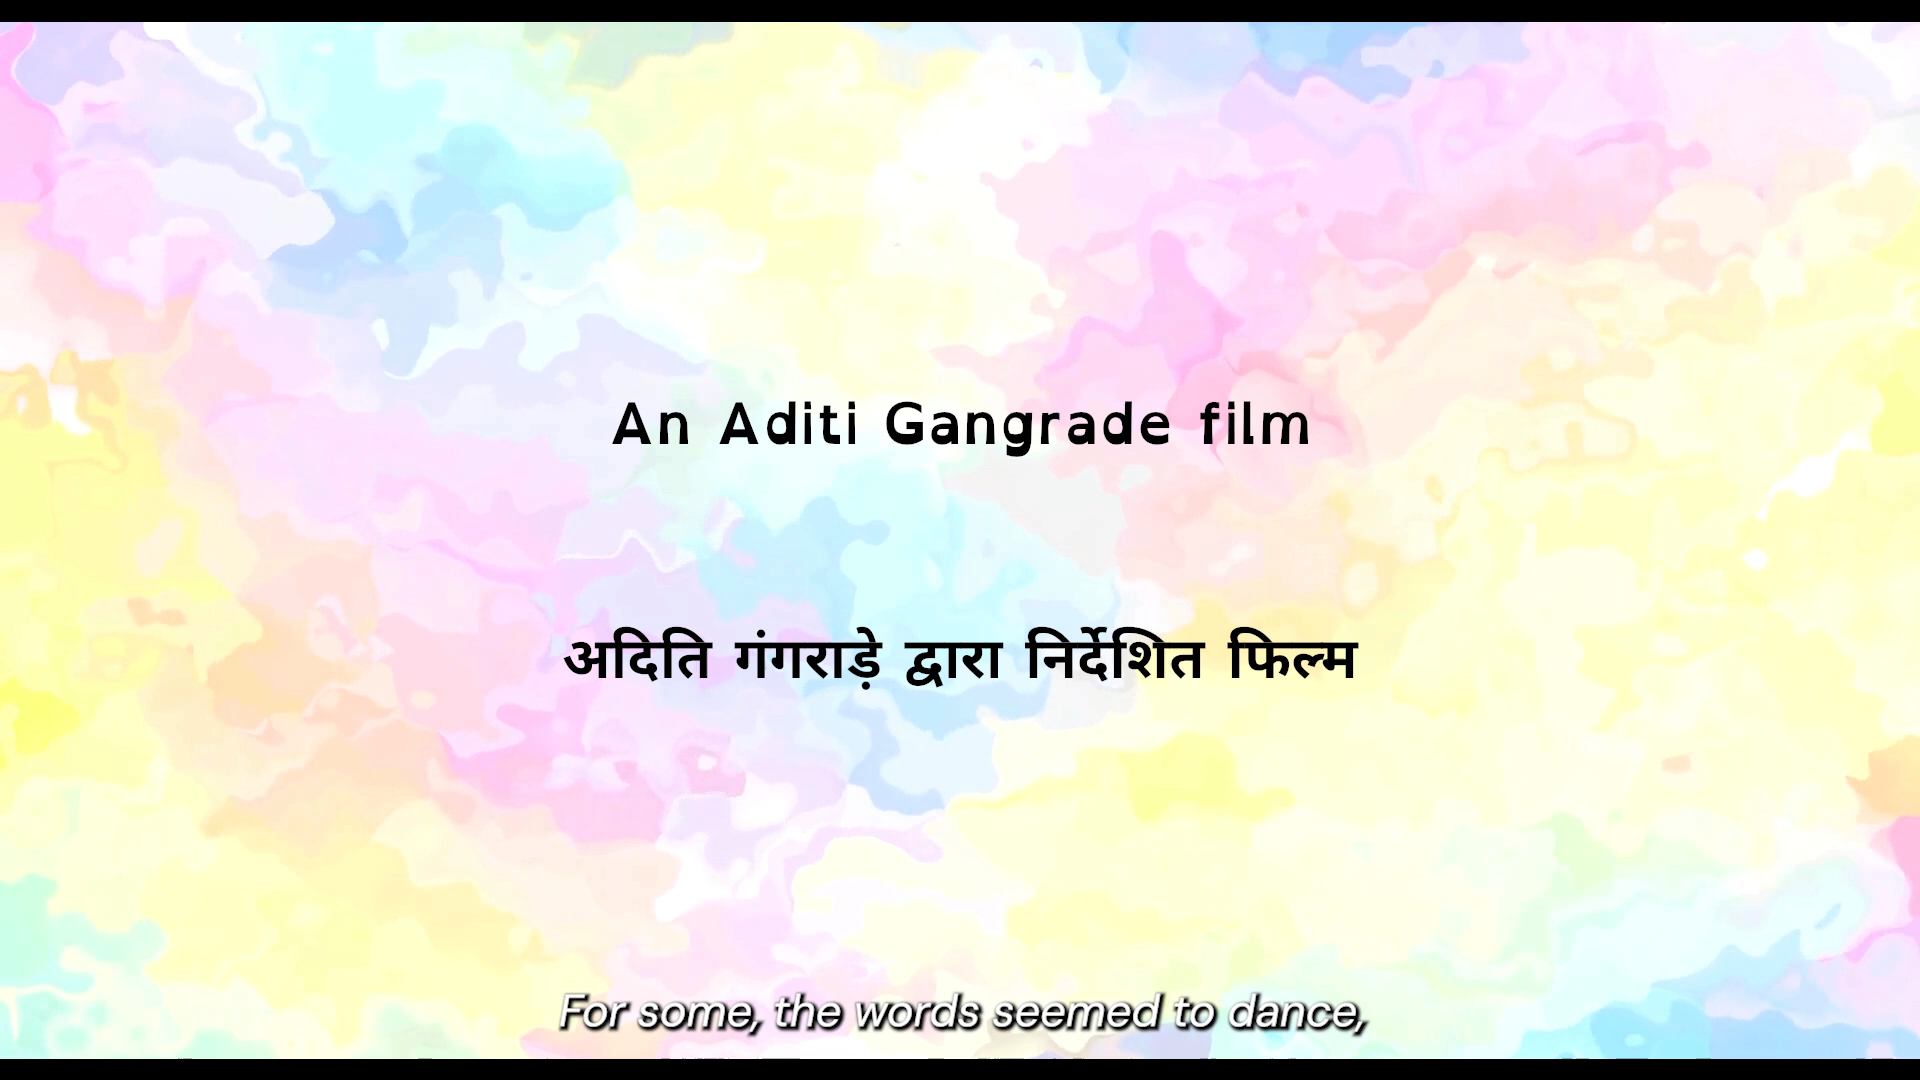 An Aditi Gangrade film
अदिति गंगराड़े द्वारा निर्देशित फिल्म
For some, the words seemed to dance,